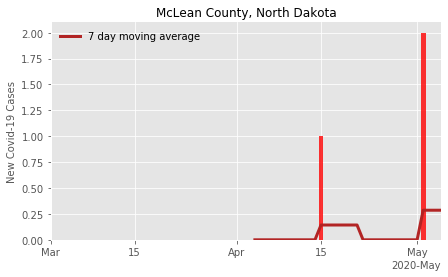 McLean County, North Dakota
7 day moving average
New Covid-19 Cases
2.00
1.75
1.50
1.25
1.00
0.75
0.50
0.25
0.00
Mar
15
Apr
15
May
2020-May